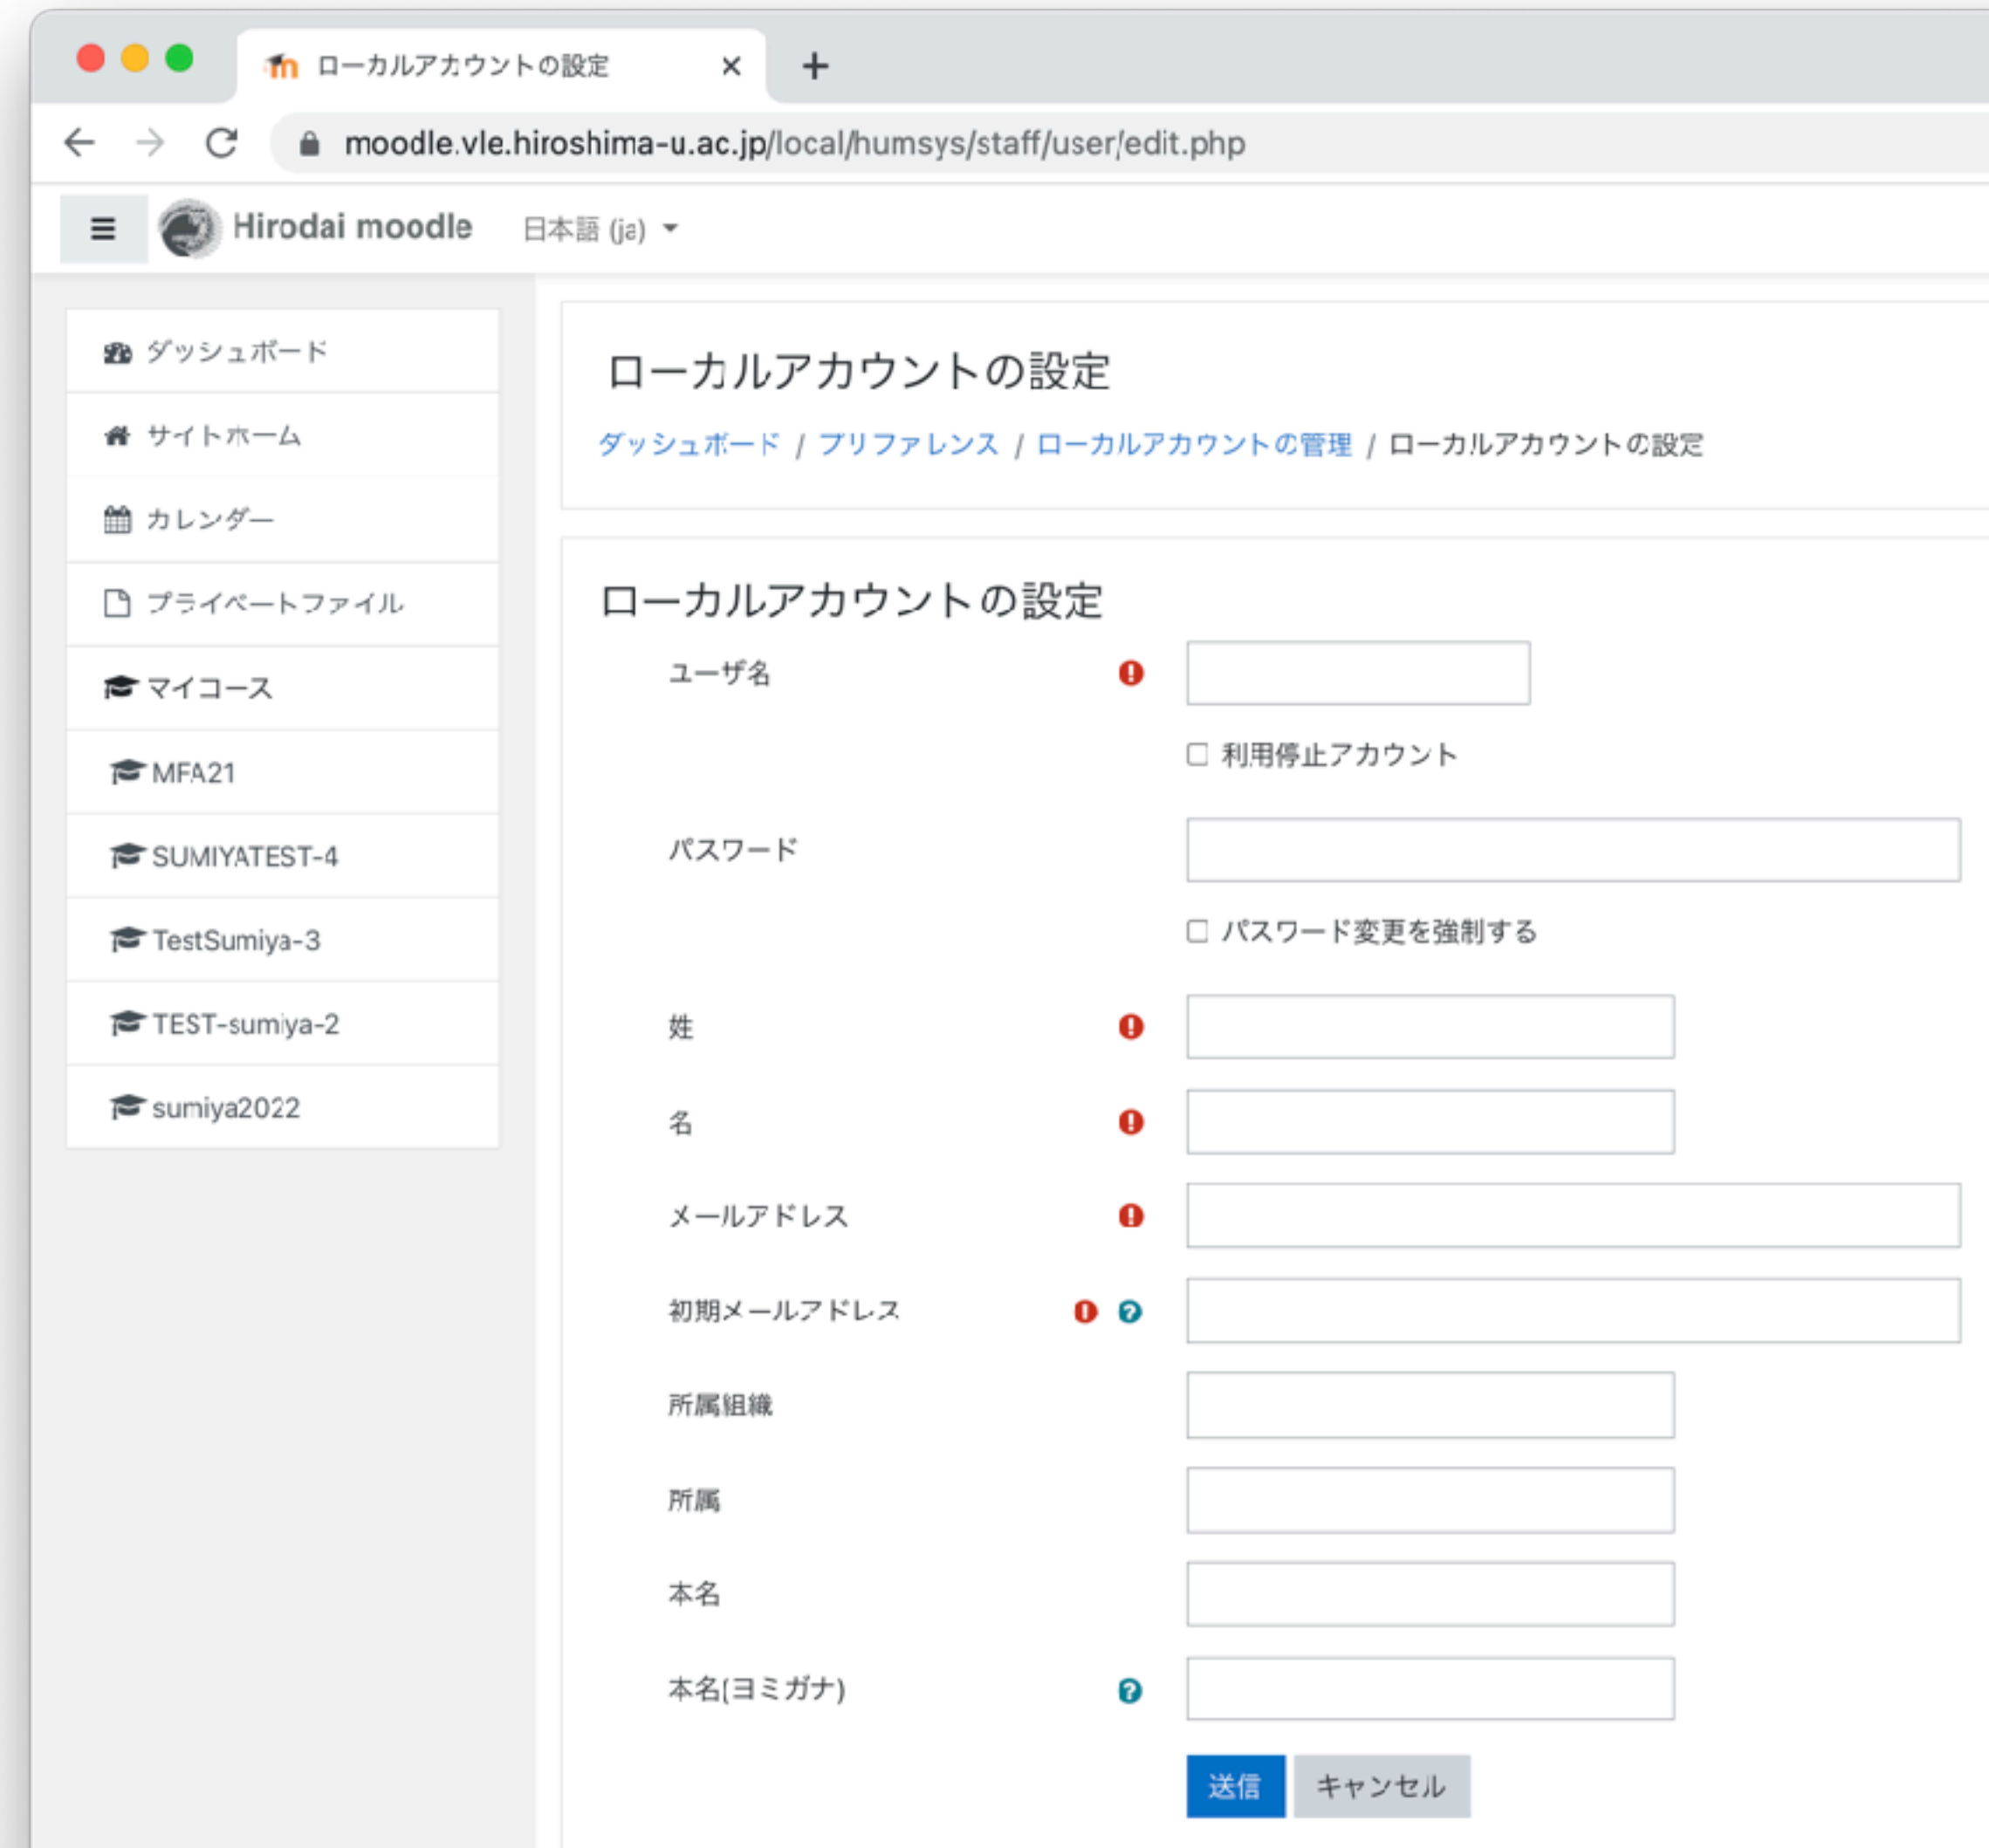 ローカルアカウントの設定
moodle.vle.hiroshima-u.ac.jp/local/humsys/staff/user/edit.php
Hirodai moodle 日本語 (ja)
ダッシュボード
サイトホーム
カレンダー
プライベートファイル
マイコース
MFA21
SUMIYATEST-4
TestSumiya-3
TEST-sumiya-2
sumiya2022
ローカルアカウントの設定
ダッシュボード / プリファレンス / ローカルアカウントの管理 / ローカルアカウントの設定
ローカルアカウントの設定
ユーザ名
利用停止アカウント
パスワード
パスワード変更を強制する
姓
名
メールアドレス
初期メールアドレス
所属組織
所属
本名
本名(ヨミガナ)
送信 キャンセル